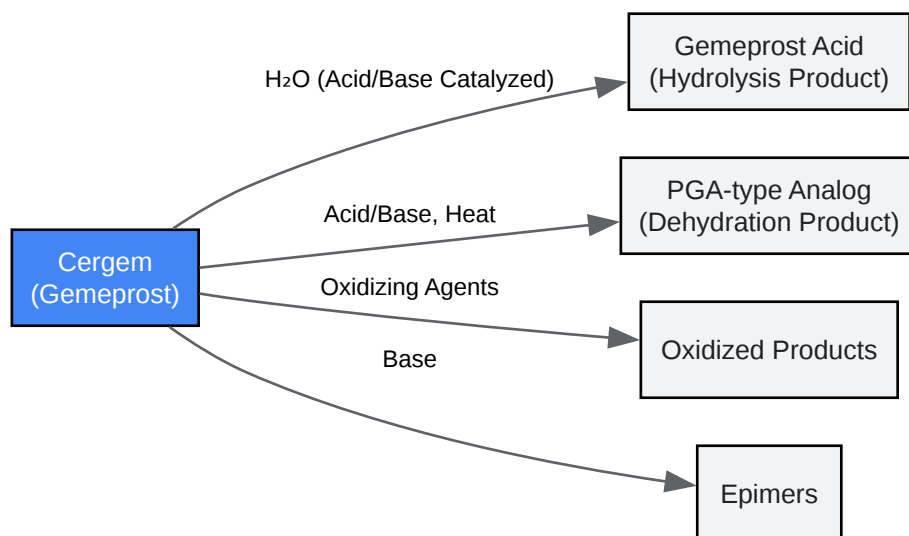 Gemeprost Acid
(Hydrolysis Product)
H₂O (Acid/Base Catalyzed)
PGA-type Analog
(Dehydration Product)
Acid/Base, Heat
Cergem
(Gemeprost)
Oxidizing Agents
Oxidized Products
Base
Epimers